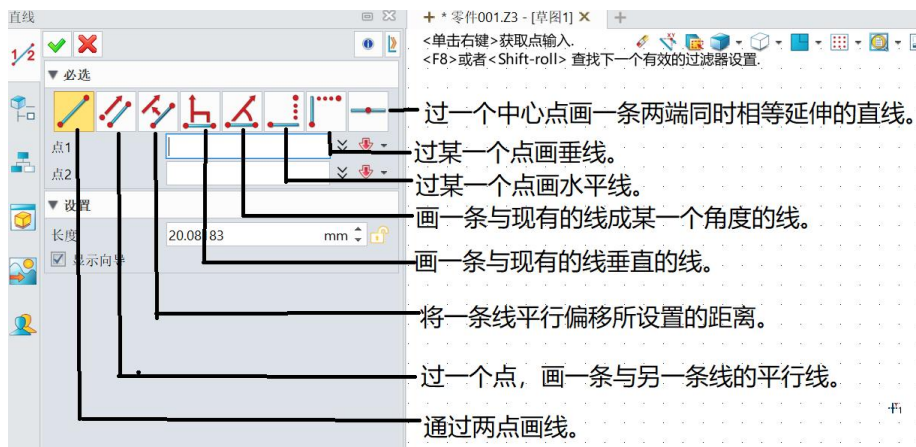 直线
+ * 零件001.Z3 - [草图1] × +
<单击右键>获取点输入.
<F8>或者<Shift-roll> 查找下一个有效的过滤器设置.
1/2
▼ 必选
点1
点2
▼ 设置
长度 20.08183 mm
显示向导
过一个中心点画一条两端同时相等延伸的直线。
过某一个点画垂线。
过某一个点画水平线。
画一条与现有的线成某一个角度的线。
画一条与现有的线垂直的线。
将一条线平行偏移所设置的距离。
过一个点，画一条与另一条线的平行线。
通过两点画线。